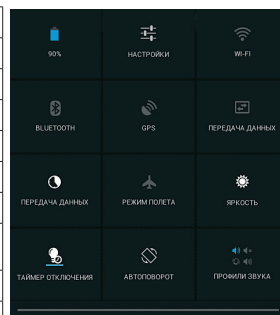 90%
НАСТРОЙКИ
WI-FI
BLUETOOTH
GPS
ПЕРЕДАЧА ДАННЫХ
ПЕРЕДАЧА ДАННЫХ
РЕЖИМ ПОЛЕТА
ЯРКОСТЬ
ТАЙМЕР ОТКЛЮЧЕНИЯ
АВТОПОВОРОТ
ПРОФИЛИ ЗВУКА